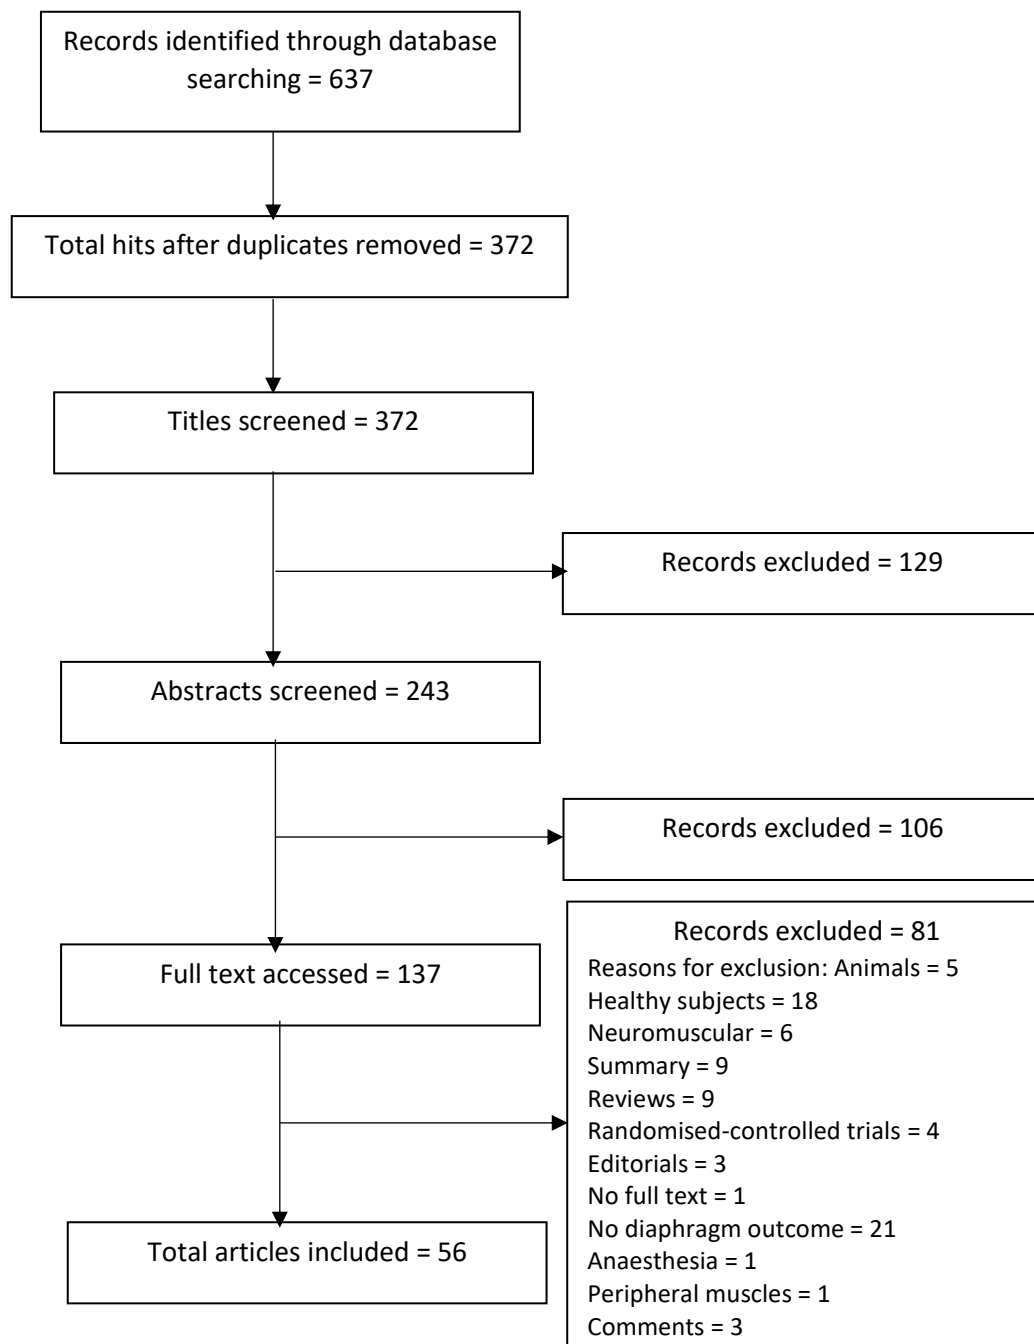 Records identified through database
searching = 637
Total hits after duplicates removed = 372
Titles screened = 372
Records excluded = 129
Abstracts screened = 243
Records excluded = 106
Full text accessed = 137
Records excluded = 81
Reasons for exclusion: Animals = 5
Healthy subjects = 18
Neuromuscular = 6
Summary = 9
Reviews = 9
Randomised-controlled trials = 4
Editorials = 3
No full text = 1
No diaphragm outcome = 21
Anaesthesia = 1
Peripheral muscles = 1
Comments = 3
Total articles included = 56